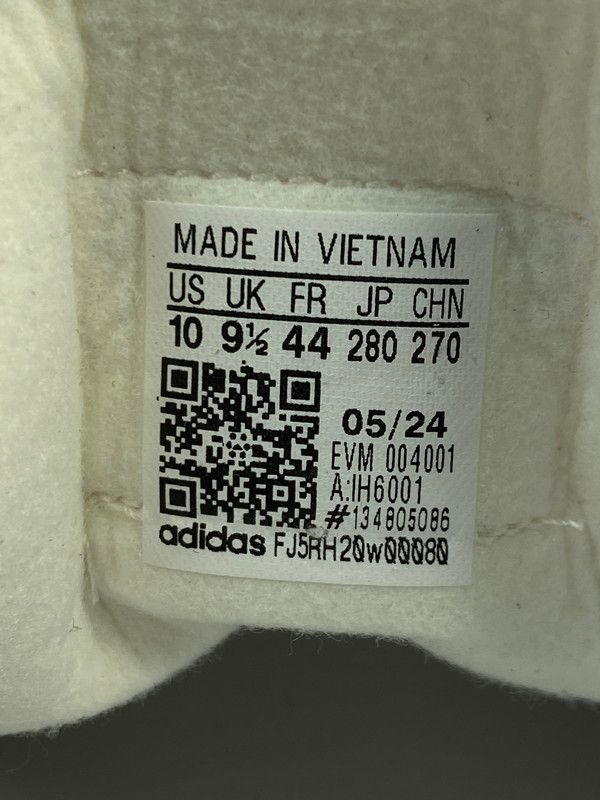 MADE IN VIETNAM
US UK FR JP CHN
10 9½ 44 280 270
05/24
EVM 004001
A:IH6001
#134805086
adidas FJ5RH20w00080